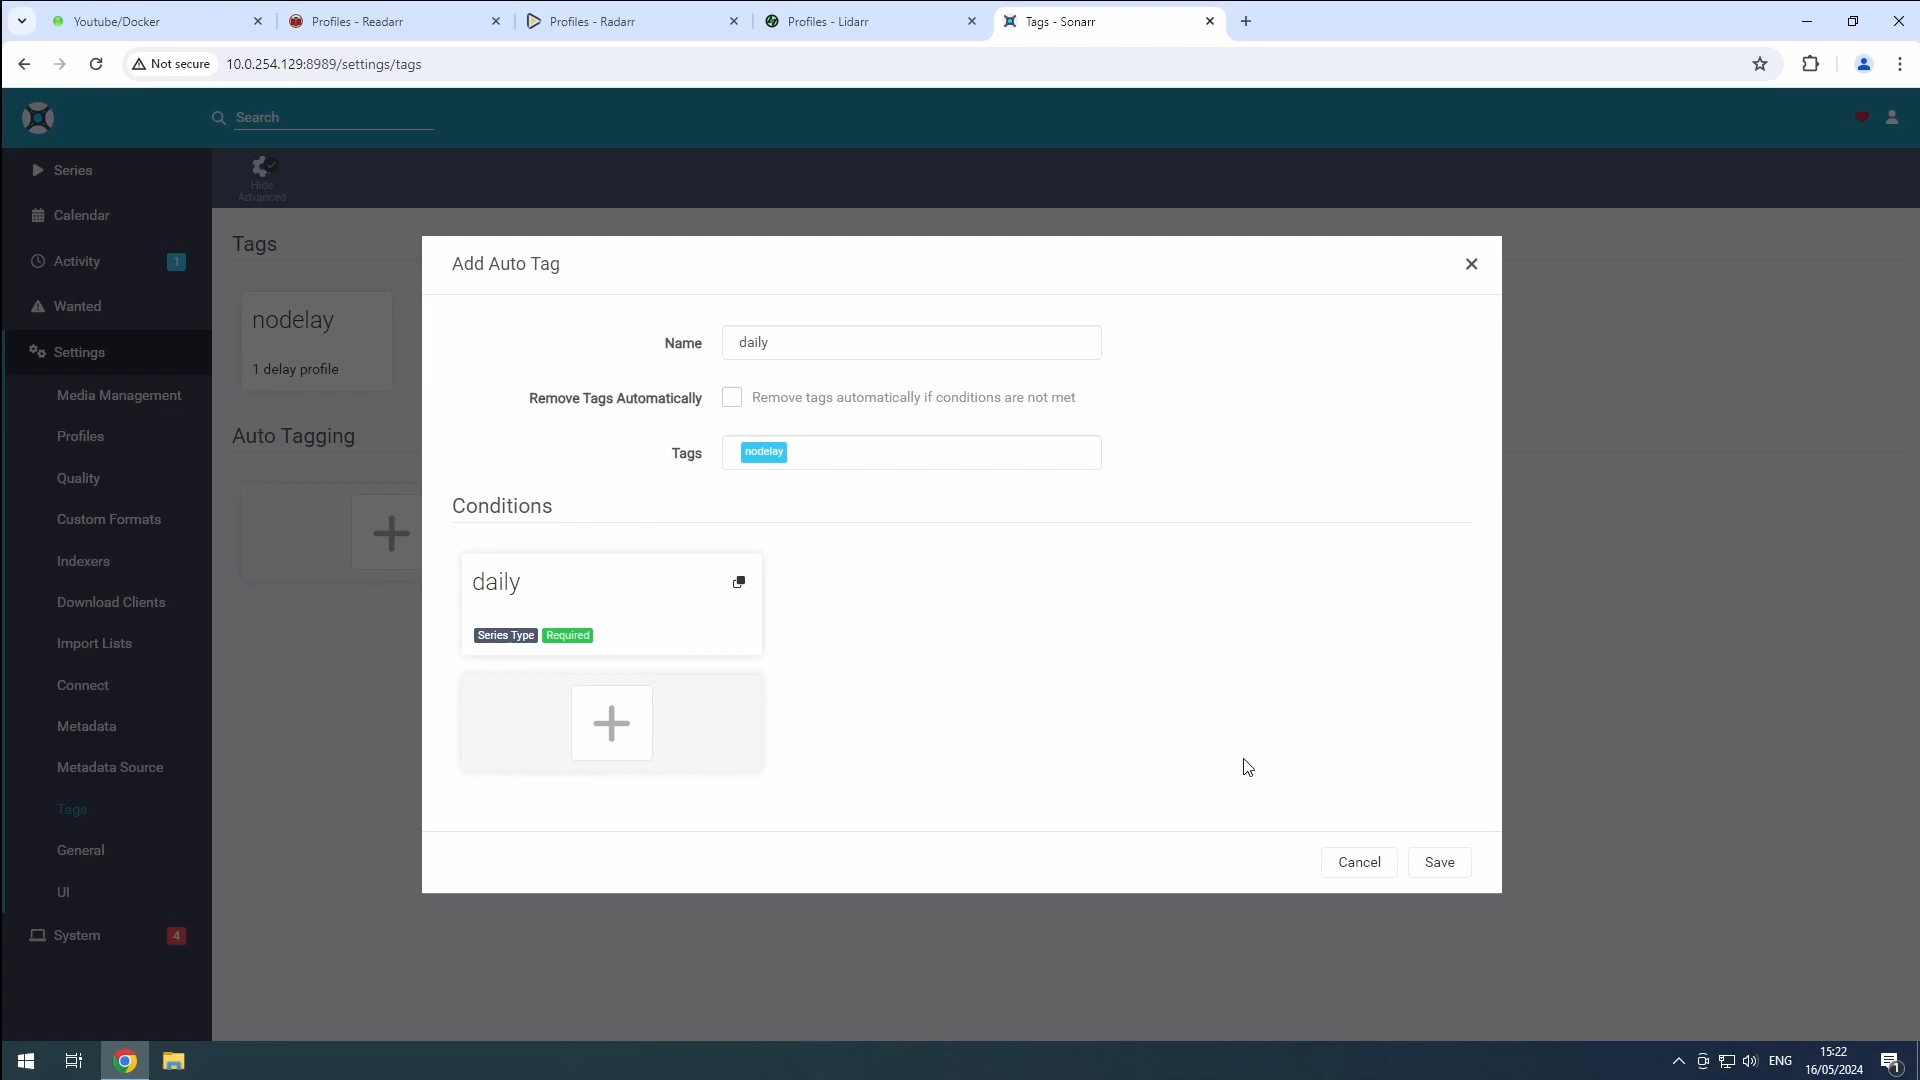 Youtube/Docker
Profiles - Readarr
Profiles - Radarr
Profiles - Lidarr
Tags - Sonarr
Not secure
10.0.254.129:8989/settings/tags
Search
Series
Calendar
Activity
1
Wanted
Settings
Media Management
Profiles
Quality
Custom Formats
Indexers
Download Clients
Import Lists
Connect
Metadata
Metadata Source
Tags
General
UI
System
4
Hide
Advanced
Tags
nodelay
1 delay profile
Auto Tagging
Add Auto Tag
Name
daily
Remove Tags Automatically
Remove tags automatically if conditions are not met
Tags
nodelay
Conditions
daily
Series Type Required
Cancel
Save
ENG
15:22
16/05/2024
1